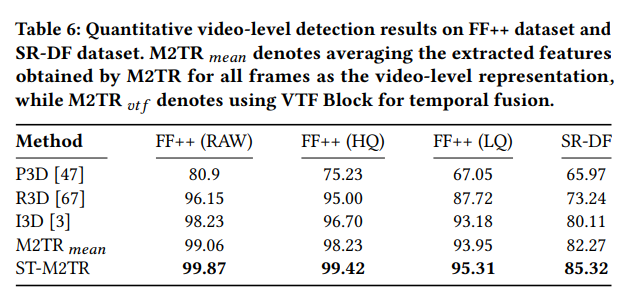 Table 6: Quantitative video-level detection results on FF++ dataset and
SR-DF dataset. M2TR mean denotes averaging the extracted features
obtained by M2TR for all frames as the video-level representation,
while M2TR vtf denotes using VTF Block for temporal fusion.
Method FF++ (RAW) FF++ (HQ) FF++ (LQ) SR-DF
P3D [47] 80.9 75.23 67.05 65.97
R3D [67] 96.15 95.00 87.72 73.24
I3D [3] 98.23 96.70 93.18 80.11
M2TR mean 99.06 98.23 93.95 82.27
ST-M2TR 99.87 99.42 95.31 85.32